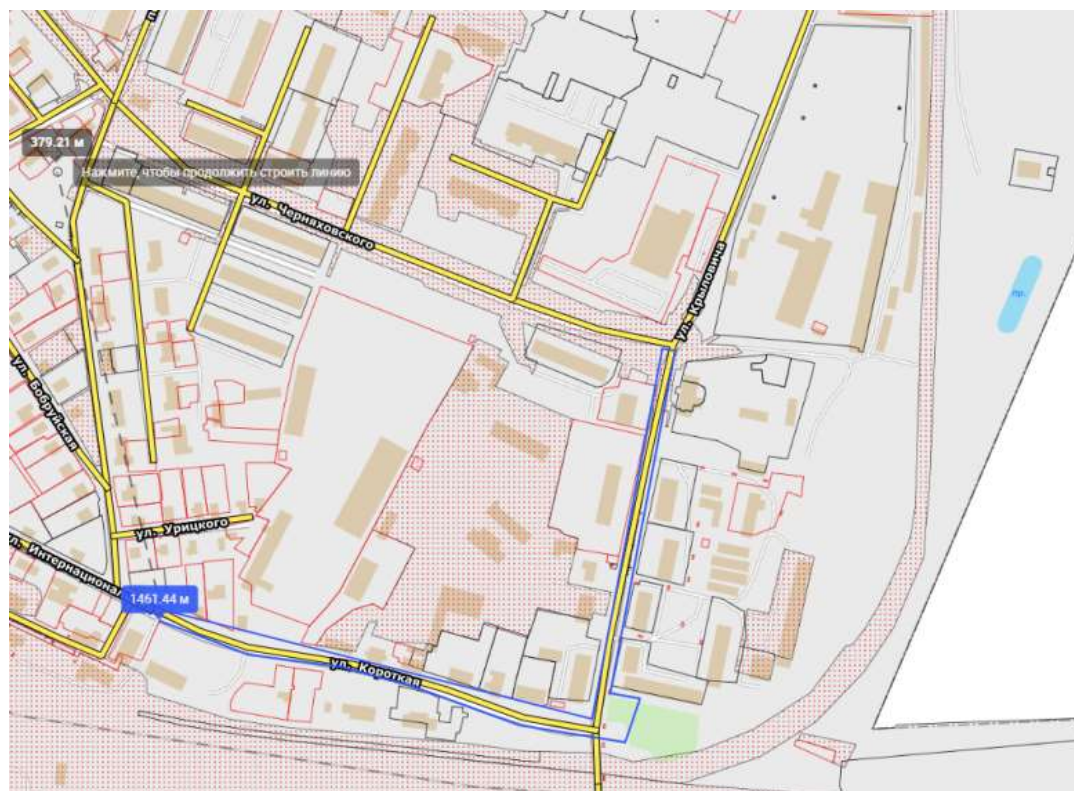 379.21 м
Нажмите, чтобы продолжить строить линию
ул. Черняховского
ул. Крыловича
пр.
ул. Бобруйская
ул. Урицкого
ул. Интернационал
1461.44 м
ул. Короткая